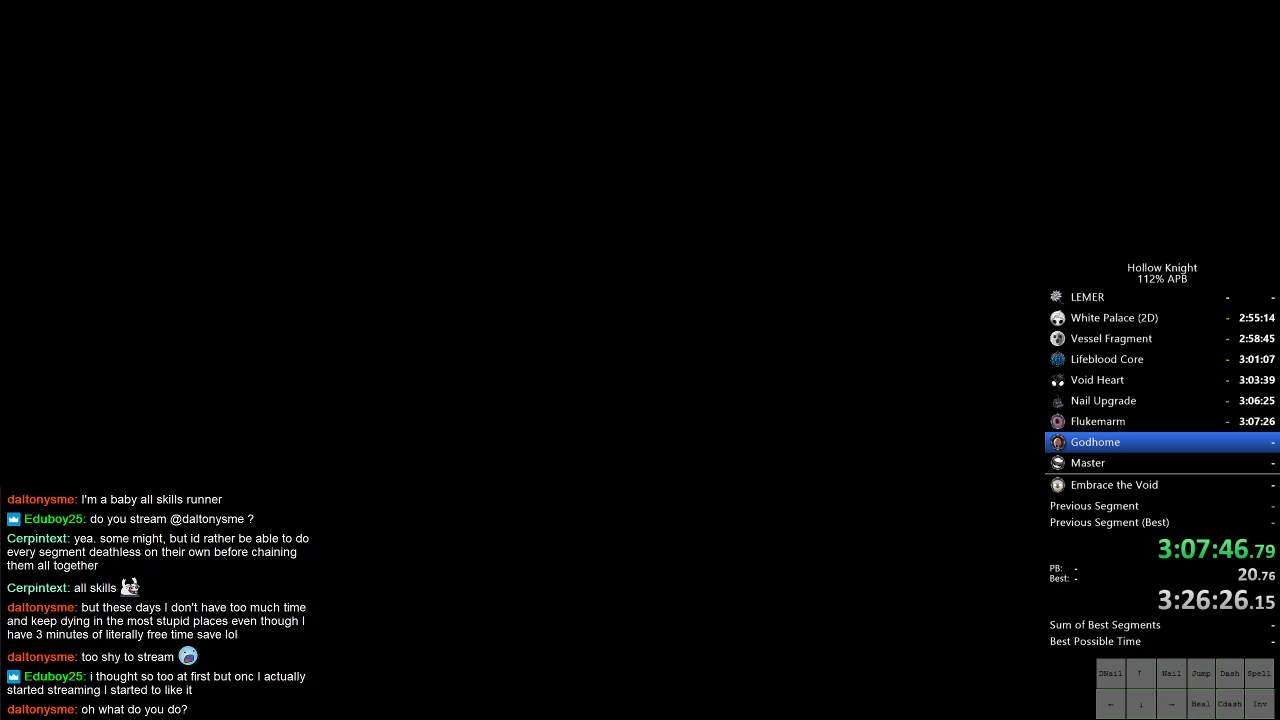 Hollow Knight
112% APB
LEMER - -
White Palace (2D) - 2:55:14
Vessel Fragment - 2:58:45
Lifeblood Core - 3:01:07
Void Heart - 3:03:39
Nail Upgrade - 3:06:25
Flukemarm - 3:07:26
Godhome -
Master -
Embrace the Void -
Previous Segment -
Previous Segment (Best) -
3:07:46.79
PB: -
Best: -
20.76
3:26:26.15
Sum of Best Segments -
Best Possible Time -
DNail ↑ Nail Jump Dash Spell
← ↓ → Heal Cdash Inv
daltonysme: I'm a baby all skills runner
Eduboy25: do you stream @daltonysme ?
Cerpintext: yea. some might, but id rather be able to do
every segment deathless on their own before chaining
them all together
Cerpintext: all skills
daltonysme: but these days I don't have too much time
and keep dying in the most stupid places even though I
have 3 minutes of literally free time save lol
daltonysme: too shy to stream
Eduboy25: i thought so too at first but onc I actually
started streaming I started to like it
daltonysme: oh what do you do?